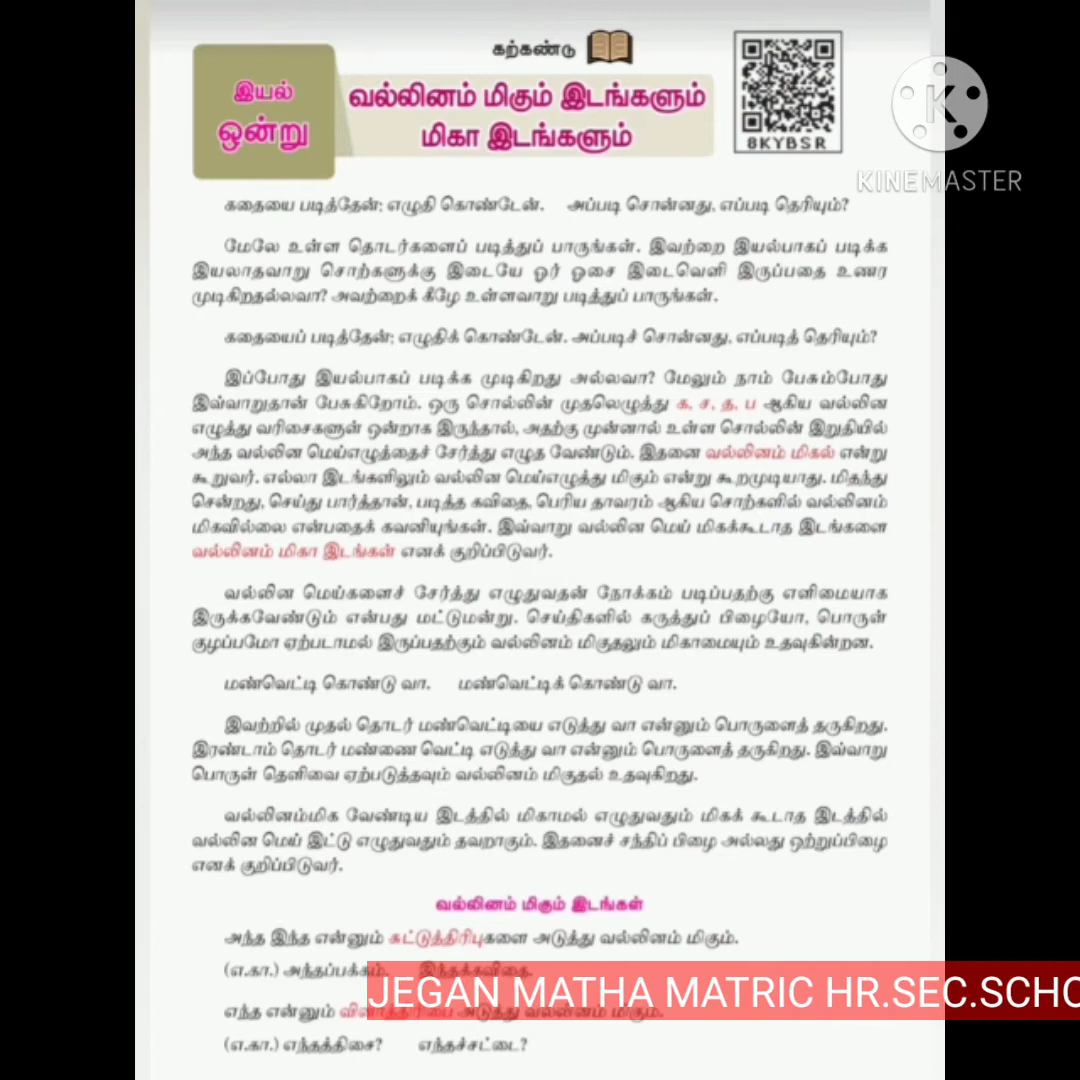 கற்கண்டு
இயல்
ஒன்று
வல்லினம் மிகும் இடங்களும்
மிகா இடங்களும்
8KYBSR
K
KINEMASTER
கதையை படித்தேன்; எழுதி கொண்டேன். அப்படி சொன்னது, எப்படி தெரியும்?
மேலே உள்ள தொடர்களைப் படித்துப் பாருங்கள். இவற்றை இயல்பாகப் படிக்க
இயலாதவாறு சொற்களுக்கு இடையே ஓர் ஓசை இடைவெளி இருப்பதை உணர
முடிகிறதல்லவா? அவற்றைக் கீழே உள்ளவாறு படித்துப் பாருங்கள்.
கதையைப் படித்தேன்; எழுதிக் கொண்டேன். அப்படிச் சொன்னது, எப்படித் தெரியும்?
இப்போது இயல்பாகப் படிக்க முடிகிறது அல்லவா? மேலும் நாம் பேசும்போது
இவ்வாறுதான் பேசுகிறோம். ஒரு சொல்லின் முதலெழுத்து க, ச, த, ப ஆகிய வல்லின
எழுத்து வரிசைகளுள் ஒன்றாக இருந்தால், அதற்கு முன்னால் உள்ள சொல்லின் இறுதியில்
அந்த வல்லின மெய்எழுத்தைச் சேர்த்து எழுத வேண்டும். இதனை வல்லினம் மிகல் என்று
கூறுவர். எல்லா இடங்களிலும் வல்லின மெய்எழுத்து மிகும் என்று கூறமுடியாது. மிதந்து
சென்றது, செய்து பார்த்தான், படித்த கவிதை, பெரிய தாவரம் ஆகிய சொற்களில் வல்லினம்
மிகவில்லை என்பதைக் கவனியுங்கள். இவ்வாறு வல்லின மெய் மிகக்கூடாத இடங்களை
வல்லினம் மிகா இடங்கள் எனக் குறிப்பிடுவர்.
வல்லின மெய்களைச் சேர்த்து எழுதுவதன் நோக்கம் படிப்பதற்கு எளிமையாக
இருக்கவேண்டும் என்பது மட்டுமன்று. செய்திகளில் கருத்துப் பிழையோ, பொருள்
குழப்பமோ ஏற்படாமல் இருப்பதற்கும் வல்லினம் மிகுதலும் மிகாமையும் உதவுகின்றன.
மண்வெட்டி கொண்டு வா. மண்வெட்டிக் கொண்டு வா.
இவற்றில் முதல் தொடர் மண்வெட்டியை எடுத்து வா என்னும் பொருளைத் தருகிறது.
இரண்டாம் தொடர் மண்ணை வெட்டி எடுத்து வா என்னும் பொருளைத் தருகிறது. இவ்வாறு
பொருள் தெளிவை ஏற்படுத்தவும் வல்லினம் மிகுதல் உதவுகிறது.
வல்லினம்மிக வேண்டிய இடத்தில் மிகாமல் எழுதுவதும் மிகக் கூடாத இடத்தில்
வல்லின மெய் இட்டு எழுதுவதும் தவறாகும். இதனைச் சந்திப் பிழை அல்லது ஒற்றுப்பிழை
எனக் குறிப்பிடுவர்.
வல்லினம் மிகும் இடங்கள்
அந்த இந்த என்னும் சுட்டுத்திரிபுகளை அடுத்து வல்லினம் மிகும்.
(எ.கா.) அந்தப்பக்கம். இந்தக்கவிதை.
JEGAN MATHA MATRIC HR.SEC.SCHO
எந்த என்னும் வினாத்திரிபை அடுத்து வல்லினம் மிகும்.
(எ.கா.) எந்தத்திசை? எந்தச்சட்டை?